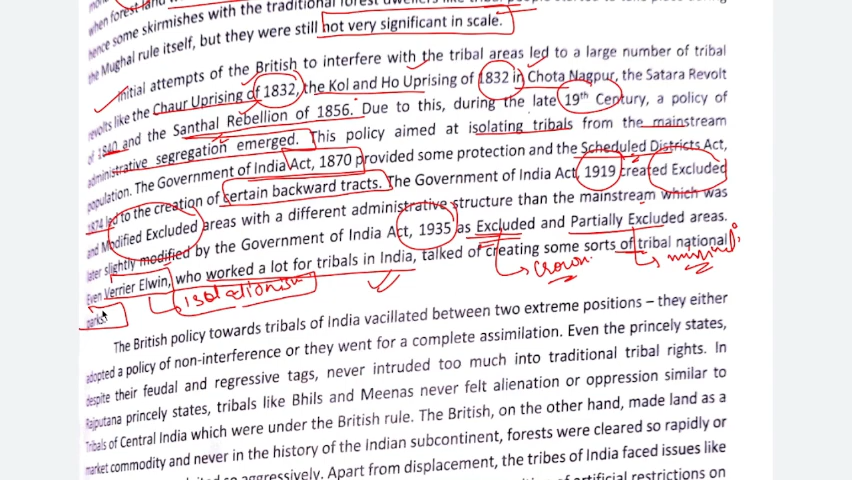 when forest land
hence some skirmishes with the traditional forest dwellers like
the Mughal rule itself, but they were still not very significant in scale.
Initial attempts of the British to interfere with the tribal areas led to a large number of tribal
revolts like the Chaur Uprising of 1832, the Kol and Ho Uprising of 1832 in Chota Nagpur, the Satara Revolt
of 1840 and the Santhal Rebellion of 1856. Due to this, during the late 19th Century, a policy of
administrative segregation emerged. This policy aimed at isolating tribals from the mainstream
population. The Government of India Act, 1870 provided some protection and the Scheduled Districts Act,
1874 led to the creation of certain backward tracts. The Government of India Act, 1919 created Excluded
and Modified Excluded areas with a different administrative structure than the mainstream which was
later slightly modified by the Government of India Act, 1935 as Excluded and Partially Excluded areas.
Even Verrier Elwin, who worked a lot for tribals in India, talked of creating some sorts of tribal national
parks.
isolationism
crown
The British policy towards tribals of India vacillated between two extreme positions – they either
adopted a policy of non-interference or they went for a complete assimilation. Even the princely states,
despite their feudal and regressive tags, never intruded too much into traditional tribal rights. In
Rajputana princely states, tribals like Bhils and Meenas never felt alienation or oppression similar to
Tribals of Central India which were under the British rule. The British, on the other hand, made land as a
market commodity and never in the history of the Indian subcontinent, forests were cleared so rapidly or
so aggressively. Apart from displacement, the tribes of India faced issues like
of artificial restrictions on